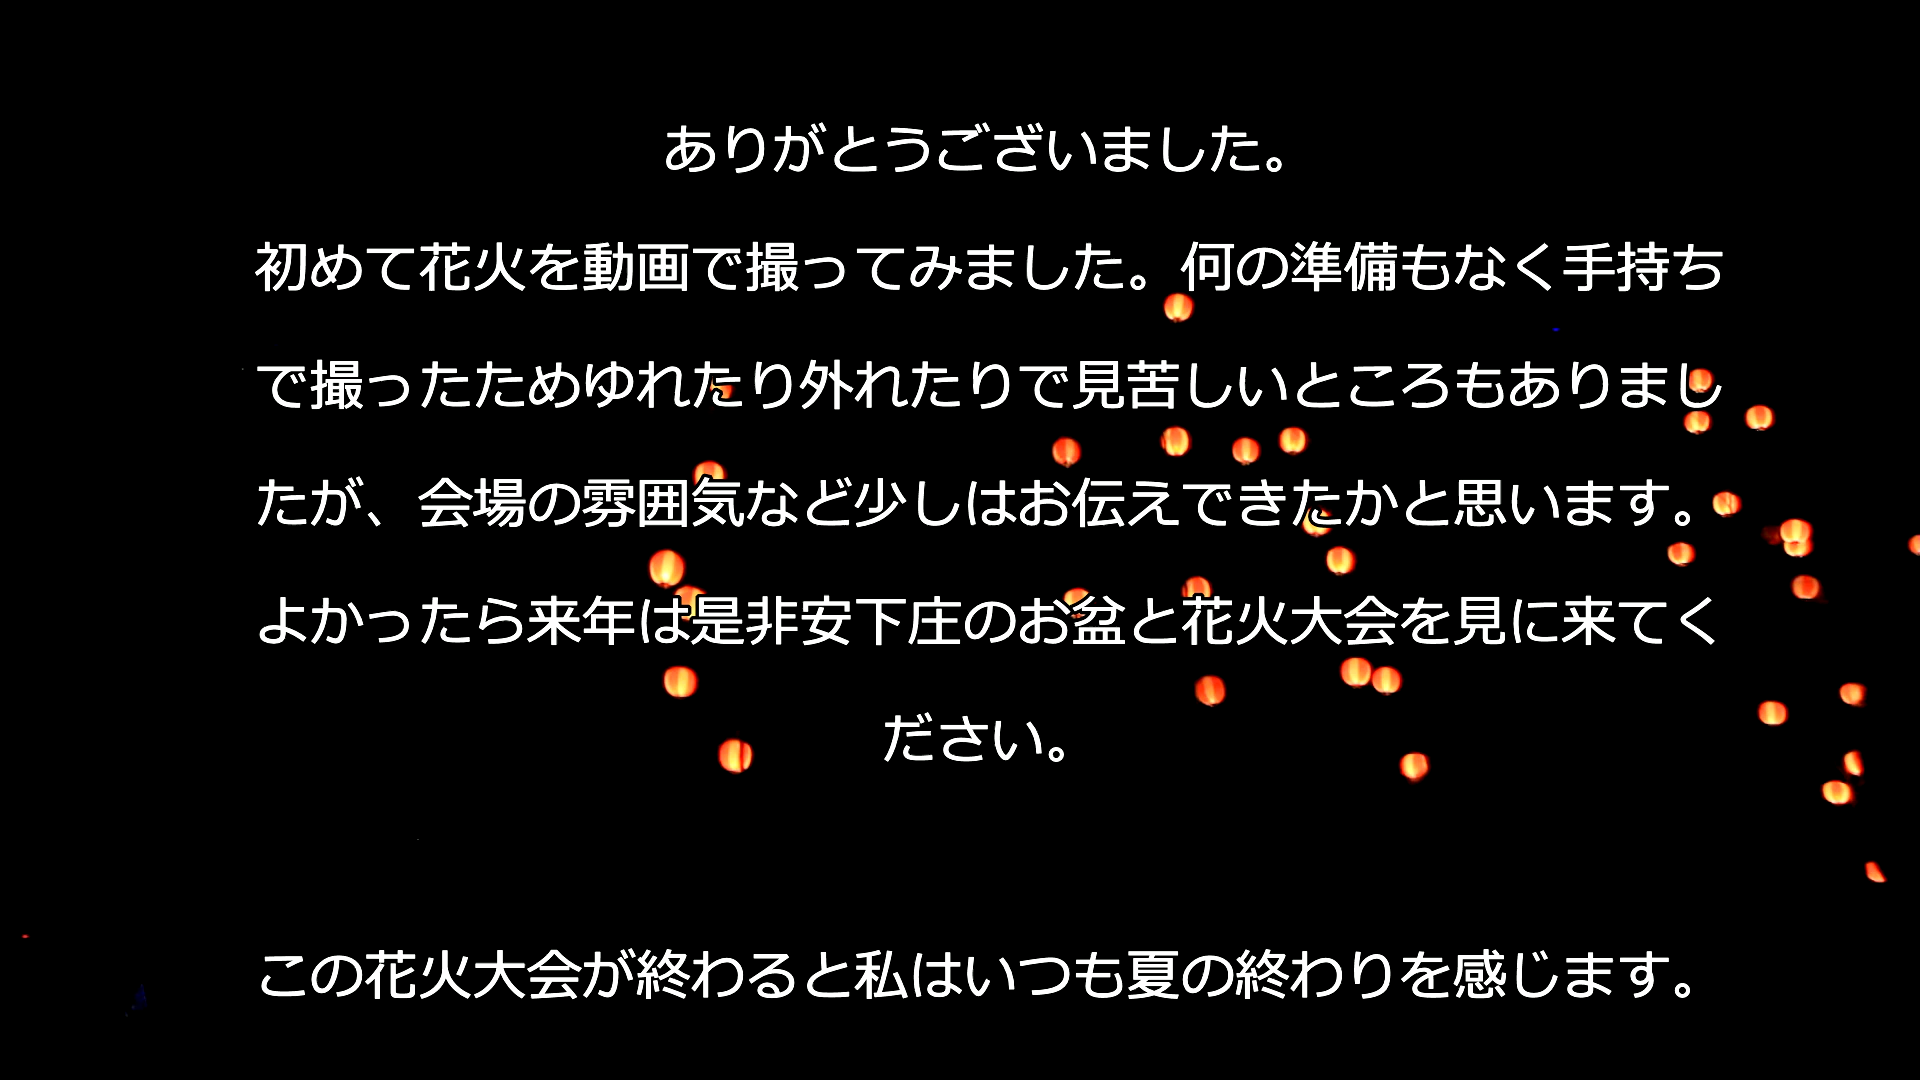 ありがとうございました。
初めて花火を動画で撮ってみました。何の準備もなく手持ち
で撮ったためゆれたり外れたりで見苦しいところもありまし
たが、会場の雰囲気など少しはお伝えできたかと思います。
よかったら来年は是非安下庄のお盆と花火大会を見に来てく
ださい。
この花火大会が終わると私はいつも夏の終わりを感じます。